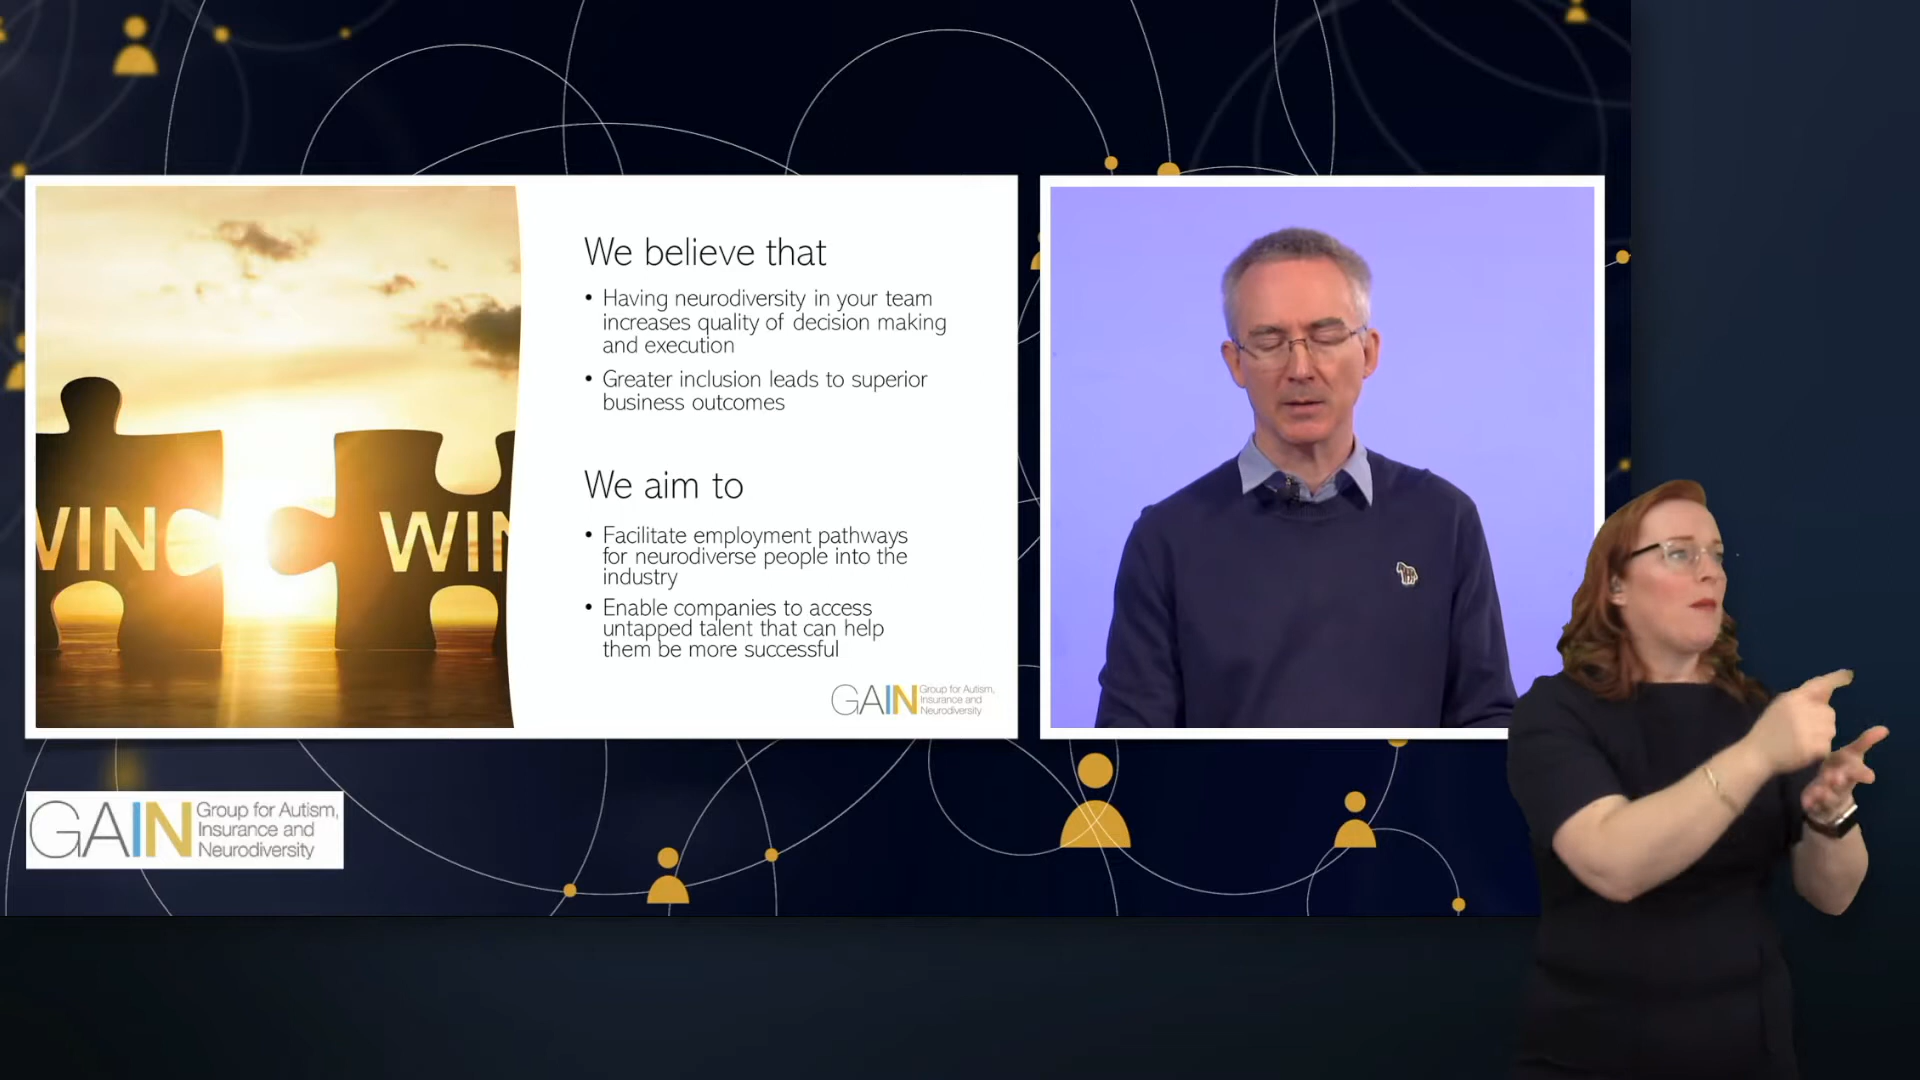 WIN
WIN
We believe that
• Having neurodiversity in your team
increases quality of decision making
and execution
• Greater inclusion leads to superior
business outcomes
We aim to
• Facilitate employment pathways
for neurodiverse people into the
industry
• Enable companies to access
untapped talent that can help
them be more successful
GAIN Group for Autism,
Insurance and
Neurodiversity
GAIN Group for Autism,
Insurance and
Neurodiversity